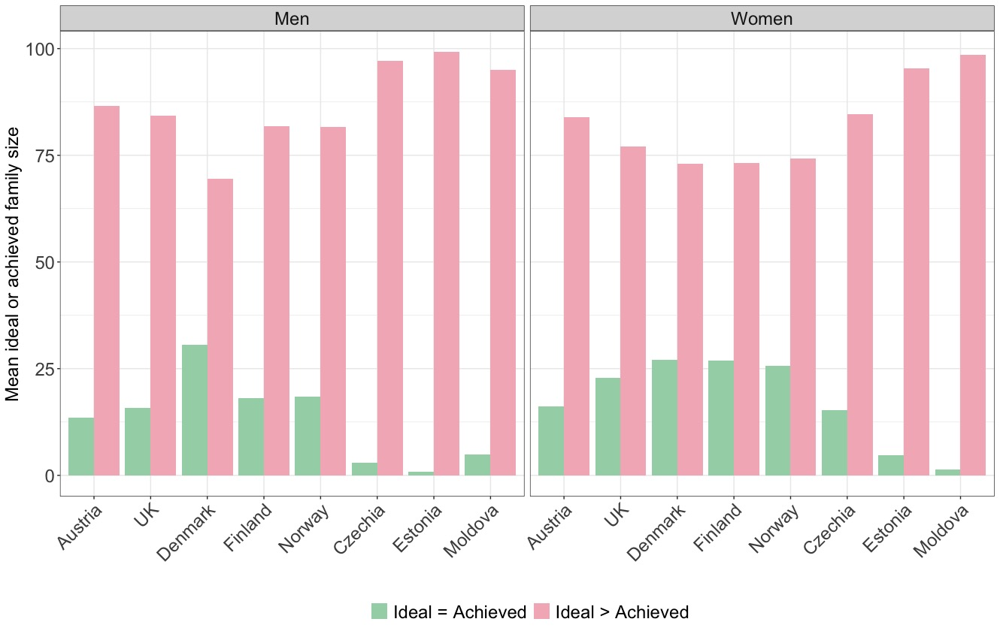 Men
Women
Mean ideal or achieved family size
100
75
50
25
0
Austria
UK
Denmark
Finland
Norway
Czechia
Estonia
Moldova
Austria
UK
Denmark
Finland
Norway
Czechia
Estonia
Moldova
Ideal = Achieved
Ideal > Achieved